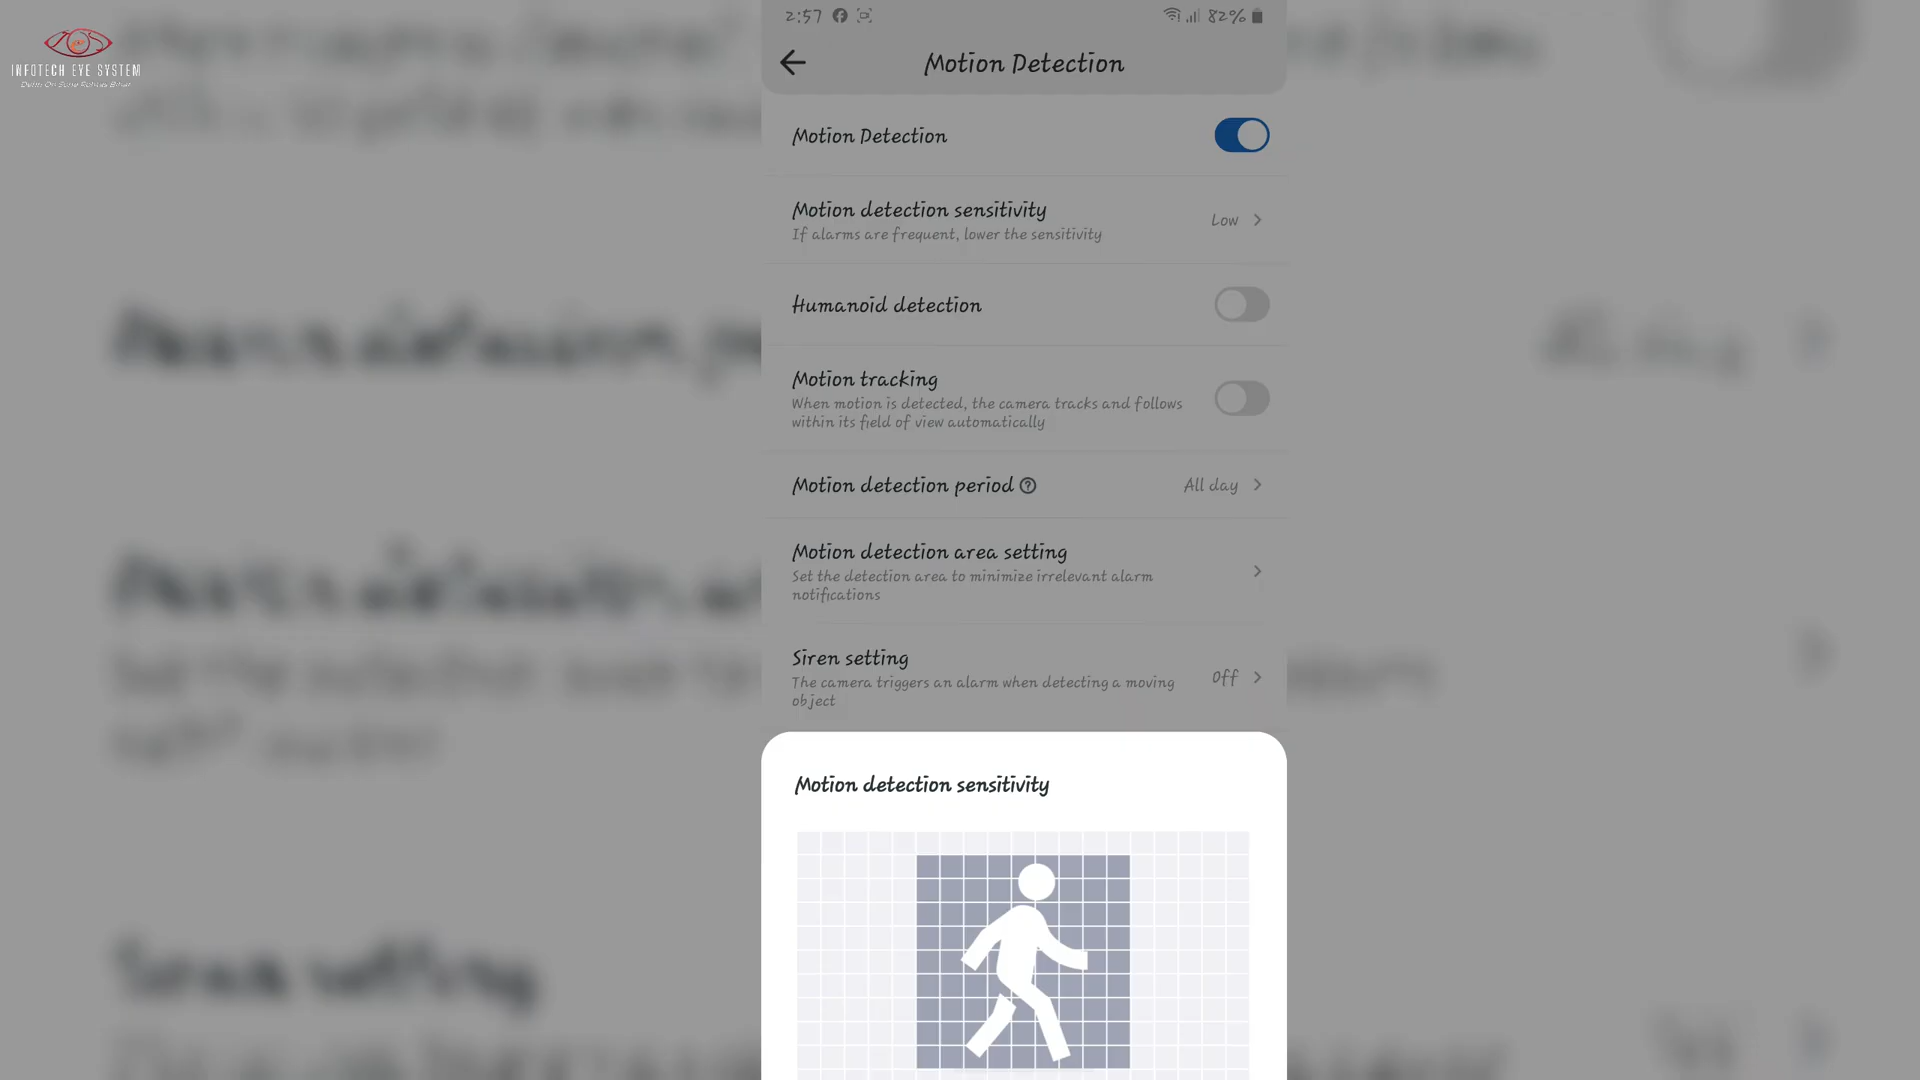 2:57 82%
INFOTECH EYE SYSTEM
Motion Detection
Motion Detection
Motion detection sensitivity
If alarms are frequent, lower the sensitivity
Low
Humanoid detection
Motion tracking
When motion is detected, the camera tracks and follows
within its field of view automatically
Motion detection period
All day
Motion detection area setting
Set the detection area to minimize irrelevant alarm
notifications
Siren setting
The camera triggers an alarm when detecting a moving
object
Off
Motion detection sensitivity